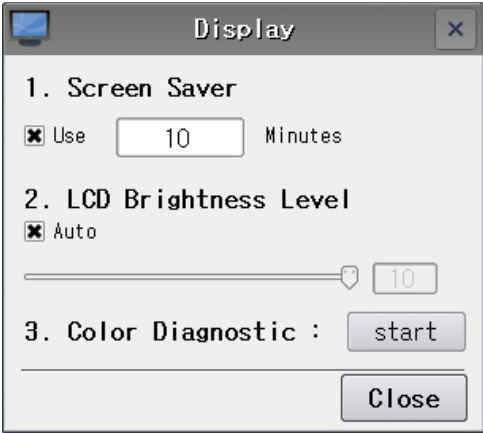 Display
1. Screen Saver
Use 10 Minutes
2. LCD Brightness Level
Auto
10
3. Color Diagnostic : start
Close